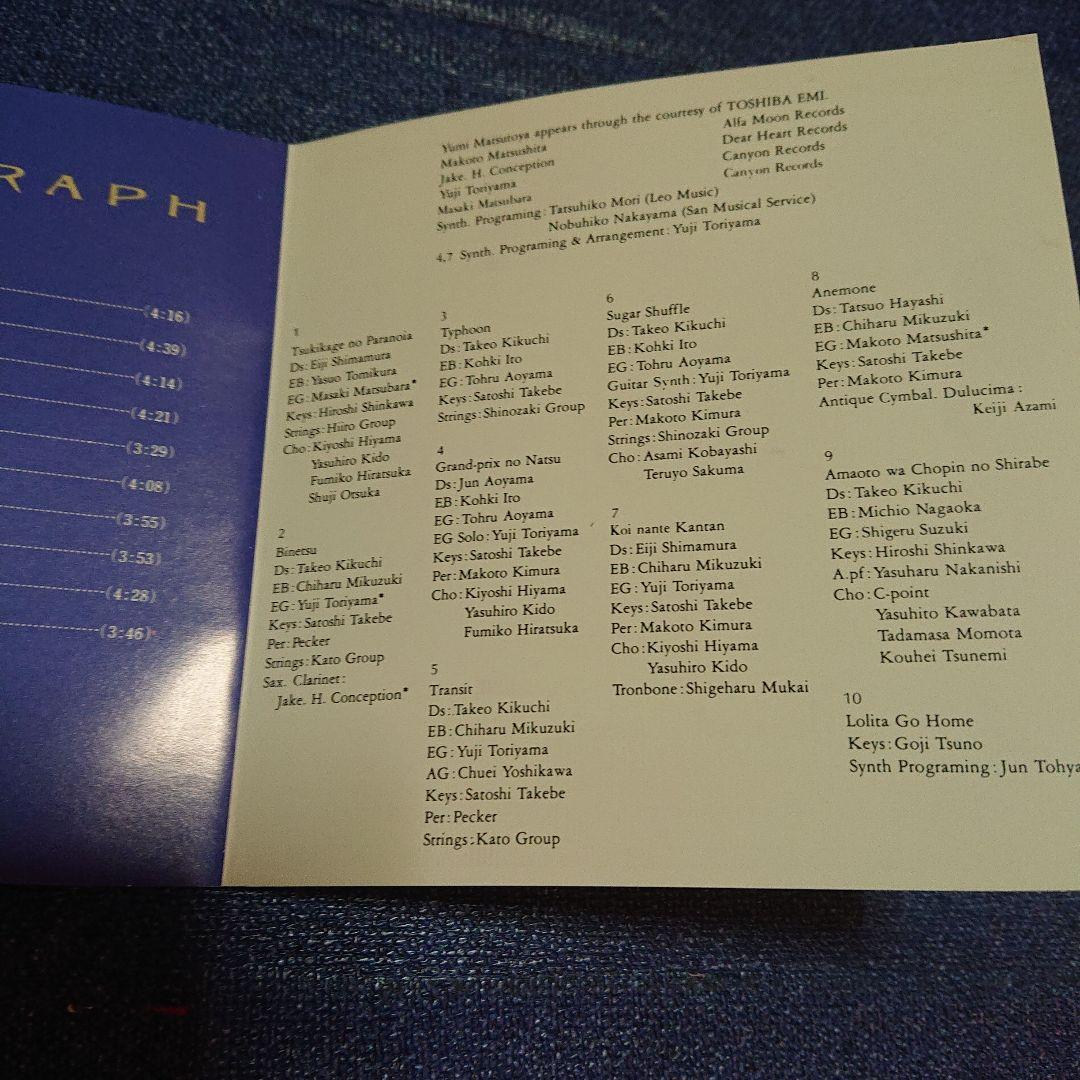 RAPH
(4:16)
(4:39)
(4:14)
(4:21)
(3:29)
(4:08)
(3:55)
(3:53)
(4:28)
(3:46)
Yumi Matsutoya appears through the courtesy of TOSHIBA EMI.
Makoto Matsushita Alfa Moon Records
Jake. H. Conception Dear Heart Records
Yuji Toriyama Canyon Records
Masaki Matsubara Canyon Records
Synth. Programing: Tatsuhiko Mori (Leo Music)
Nobuhiko Nakayama (San Musical Service)
4,7 Synth. Programing & Arrangement: Yuji Toriyama
1
Tsukikage no Paranoia
Ds: Eiji Shimamura
EB: Yasuo Tomikura
EG: Masaki Matsubara*
Keys: Hiroshi Shinkawa
Strings: Hiiro Group
Cho: Kiyoshi Hiyama
Yasuhiro Kido
Fumiko Hiratsuka
Shuji Otsuka
2
Binetsu
Ds: Takeo Kikuchi
EB: Chiharu Mikuzuki
EG: Yuji Toriyama*
Keys: Satoshi Takebe
Per: Pecker
Strings: Kato Group
Sax. Clarinet:
Jake. H. Conception*
3
Typhoon
Ds: Takeo Kikuchi
EB: Kohki Ito
EG: Tohru Aoyama
Keys: Satoshi Takebe
Strings: Shinozaki Group
4
Grand-prix no Natsu
Ds: Jun Aoyama
EB: Kohki Ito
EG: Tohru Aoyama
EG Solo: Yuji Toriyama
Keys: Satoshi Takebe
Per: Makoto Kimura
Cho: Kiyoshi Hiyama
Yasuhiro Kido
Fumiko Hiratsuka
5
Transit
Ds: Takeo Kikuchi
EB: Chiharu Mikuzuki
EG: Yuji Toriyama
AG: Chuei Yoshikawa
Keys: Satoshi Takebe
Per: Pecker
Strings: Kato Group
6
Sugar Shuffle
Ds: Takeo Kikuchi
EB: Kohki Ito
EG: Tohru Aoyama
Guitar Synth: Yuji Toriyama
Keys: Satoshi Takebe
Per: Makoto Kimura
Strings: Shinozaki Group
Cho: Asami Kobayashi
Teruyo Sakuma
7
Koi nante Kantan
Ds: Eiji Shimamura
EB: Chiharu Mikuzuki
EG: Yuji Toriyama
Keys: Satoshi Takebe
Per: Makoto Kimura
Cho: Kiyoshi Hiyama
Yasuhiro Kido
Trombone: Shigeharu Mukai
8
Anemone
Ds: Tatsuo Hayashi
EB: Chiharu Mikuzuki
EG: Makoto Matsushita*
Keys: Satoshi Takebe
Per: Makoto Kimura
Antique Cymbal. Dulucima:
Keiji Azami
9
Amaoto wa Chopin no Shirabe
Ds: Takeo Kikuchi
EB: Michio Nagaoka
EG: Shigeru Suzuki
Keys: Hiroshi Shinkawa
A.pf: Yasuharu Nakanishi
Cho: C-point
Yasuhito Kawabata
Tadamasa Momota
Kouhei Tsunemi
10
Lolita Go Home
Keys: Goji Tsuno
Synth Programing: Jun Tohya